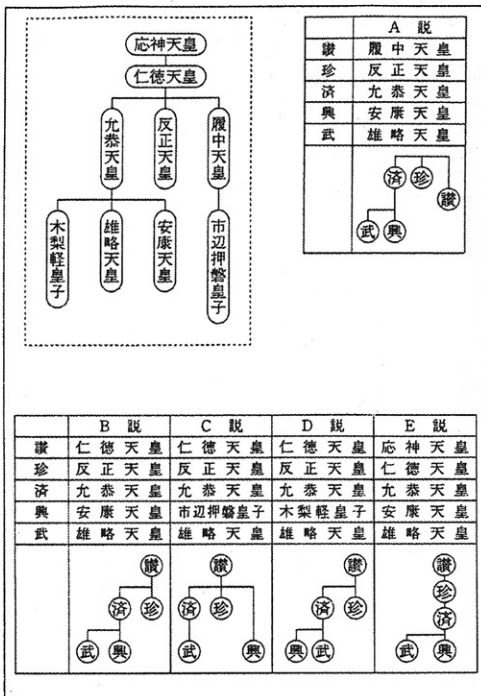 応神天皇
仁徳天皇
履中天皇
反正天皇
允恭天皇
市辺押磐皇子
安康天皇
雄略天皇
木梨軽皇子
A 説
讃 履中天皇
珍 反正天皇
済 允恭天皇
興 安康天皇
武 雄略天皇
済 珍 讃
武 興
B 説 C 説 D 説 E 説
讃 仁徳天皇 仁徳天皇 仁徳天皇 応神天皇
珍 反正天皇 反正天皇 反正天皇 仁徳天皇
済 允恭天皇 允恭天皇 允恭天皇 允恭天皇
興 安康天皇 市辺押磐皇子 木梨軽皇子 安康天皇
武 雄略天皇 雄略天皇 雄略天皇 雄略天皇
讃
済 珍
武 興
讃
済 珍
武 興
讃
済 珍
興 武
讃
珍
済
武 興